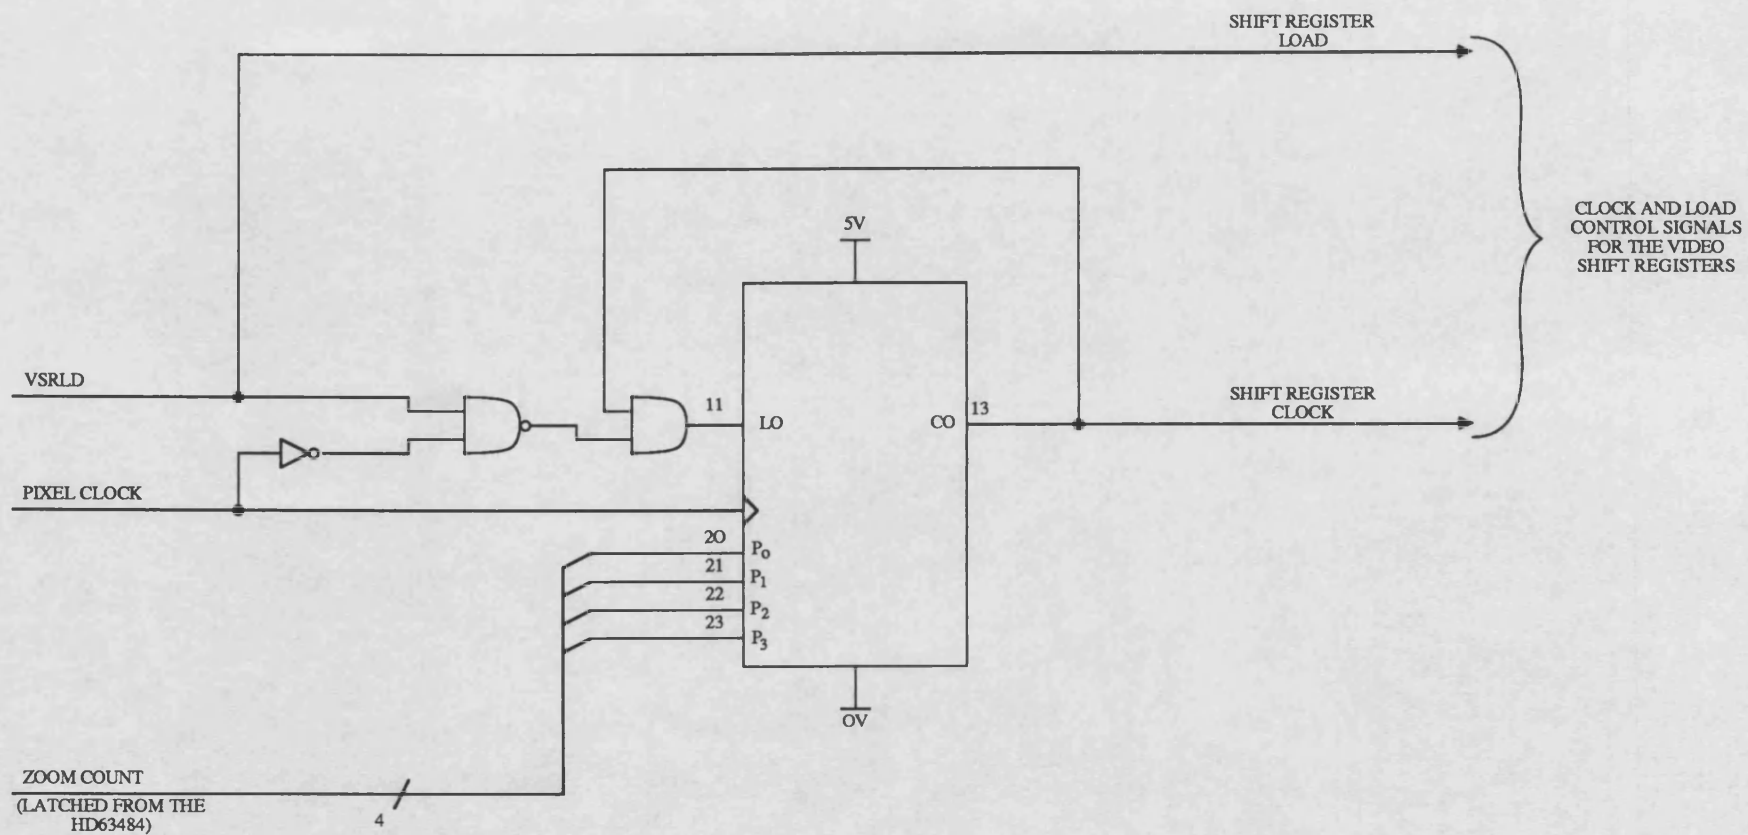 SHIFT REGISTER
LOAD
5V
CLOCK AND LOAD
CONTROL SIGNALS
FOR THE VIDEO
SHIFT REGISTERS
VSRLD
11
LO
CO
13
SHIFT REGISTER
CLOCK
PIXEL CLOCK
20
P0
21
P1
22
P2
23
P3
0V
ZOOM COUNT
(LATCHED FROM THE
HD63484)
4